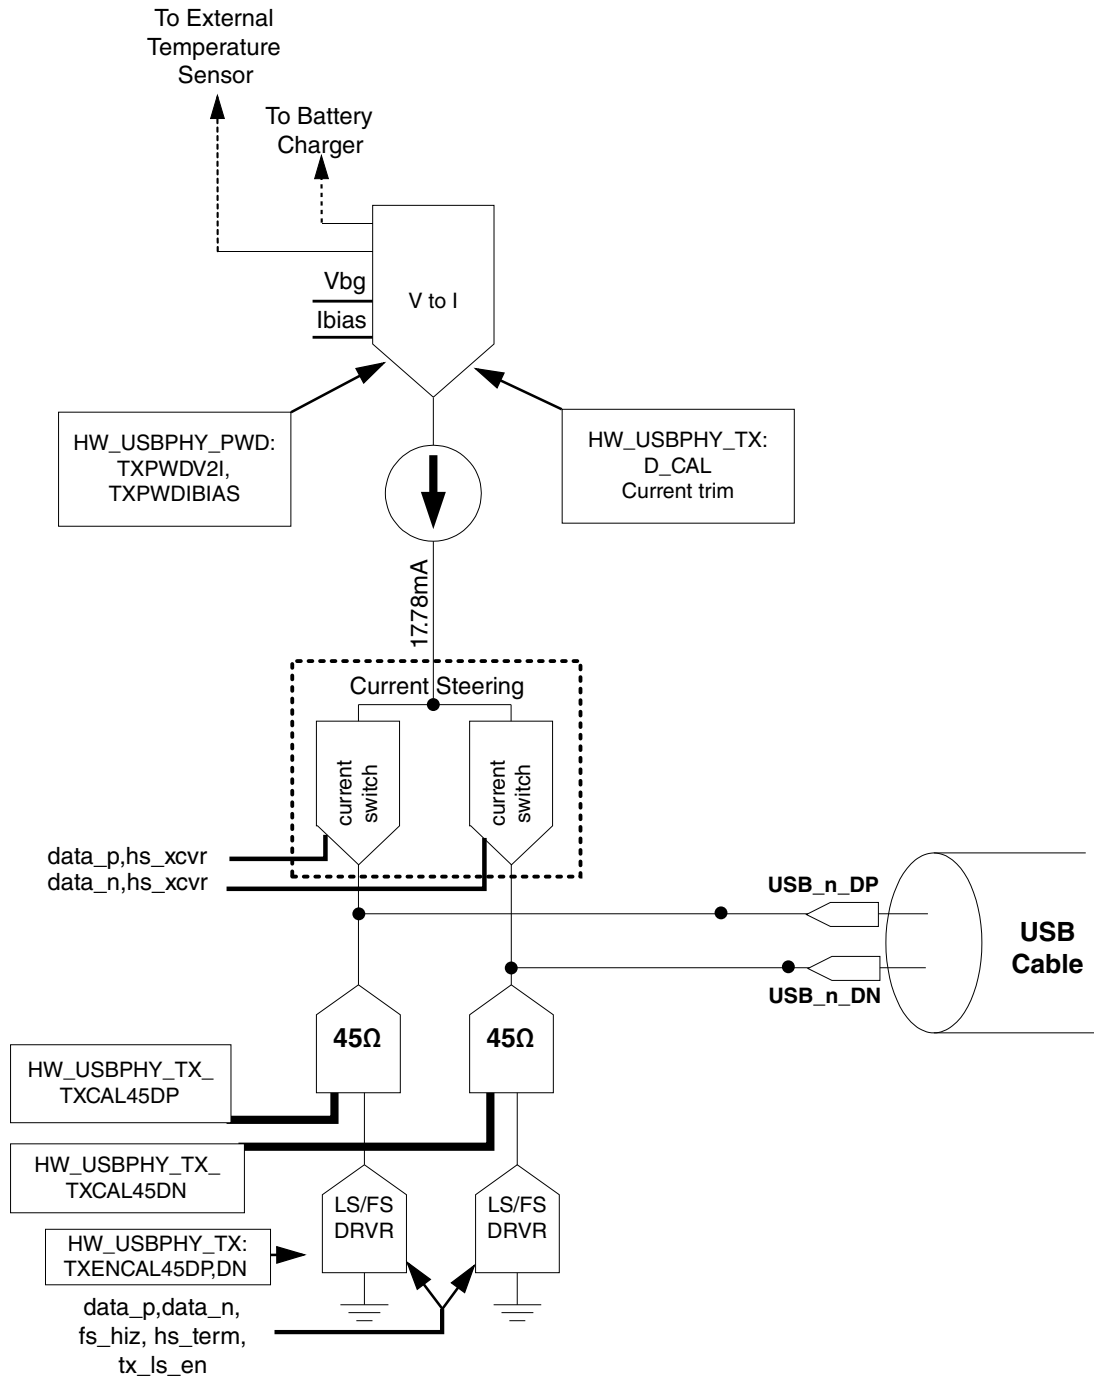 To External
Temperature
Sensor
To Battery
Charger
Vbg
Ibias
V to I
HW_USBPHY_PWD:
TXPWDV2I,
TXPWDIBIAS
HW_USBPHY_TX:
D_CAL
Current trim
17.78mA
Current Steering
current
switch
current
switch
data_p,hs_xcvr
data_n,hs_xcvr
USB_n_DP
USB_n_DN
USB
Cable
45Ω
45Ω
HW_USBPHY_TX_
TXCAL45DP
HW_USBPHY_TX_
TXCAL45DN
LS/FS
DRVR
LS/FS
DRVR
HW_USBPHY_TX:
TXENCAL45DP,DN
data_p,data_n,
fs_hiz, hs_term,
tx_ls_en